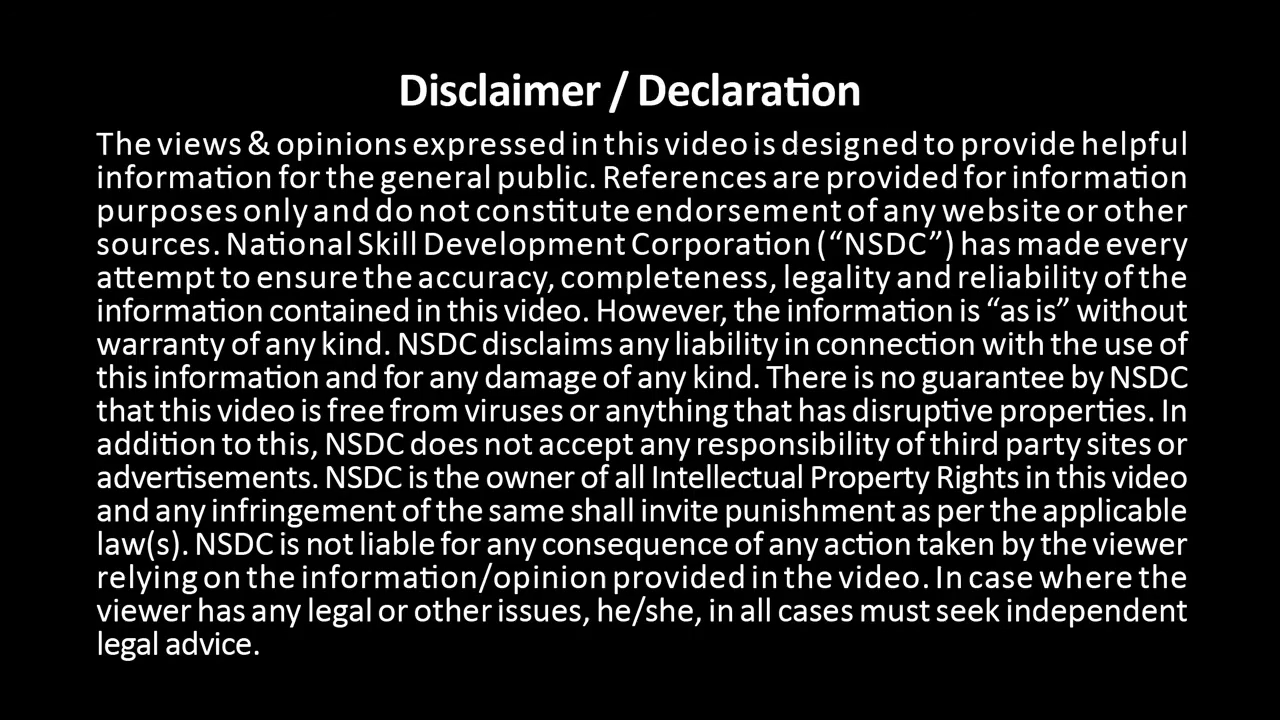 Disclaimer / Declaration
The views & opinions expressed in this video is designed to provide helpful
information for the general public. References are provided for information
purposes only and do not constitute endorsement of any website or other
sources. National Skill Development Corporation (“NSDC”) has made every
attempt to ensure the accuracy, completeness, legality and reliability of the
information contained in this video. However, the information is “as is” without
warranty of any kind. NSDC disclaims any liability in connection with the use of
this information and for any damage of any kind. There is no guarantee by NSDC
that this video is free from viruses or anything that has disruptive properties. In
addition to this, NSDC does not accept any responsibility of third party sites or
advertisements. NSDC is the owner of all Intellectual Property Rights in this video
and any infringement of the same shall invite punishment as per the applicable
law(s). NSDC is not liable for any consequence of any action taken by the viewer
relying on the information/opinion provided in the video. In case where the
viewer has any legal or other issues, he/she, in all cases must seek independent
legal advice.